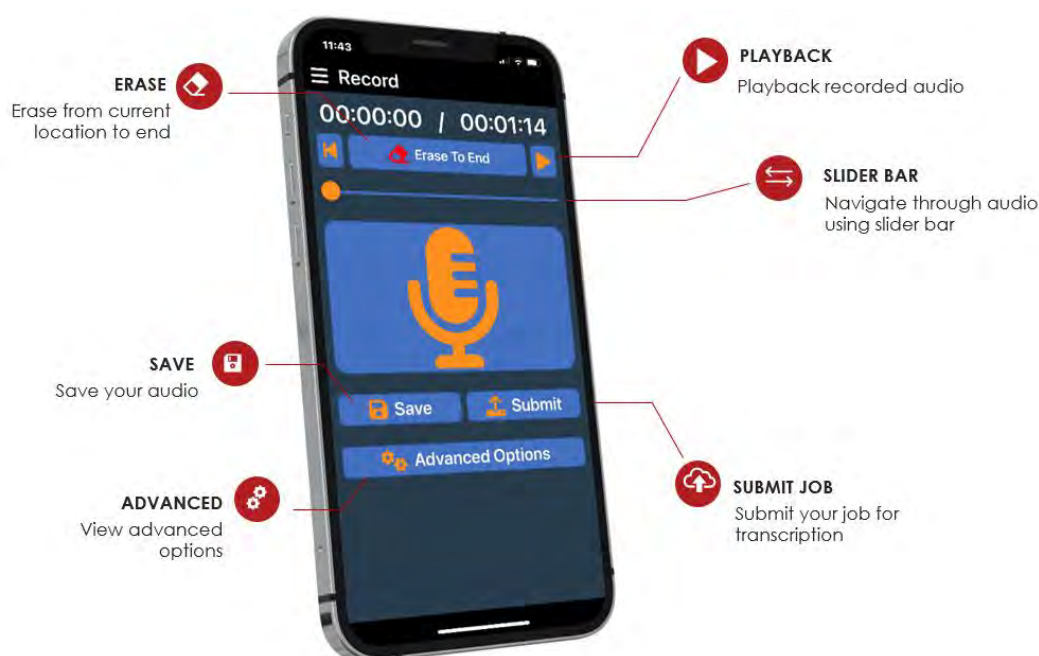 11:43
Record
00:00:00 / 00:01:14
Erase To End
Save
Submit
Advanced Options
ERASE
Erase from current
location to end
PLAYBACK
Playback recorded audio
SLIDER BAR
Navigate through audio
using slider bar
SAVE
Save your audio
ADVANCED
View advanced
options
SUBMIT JOB
Submit your job for
transcription